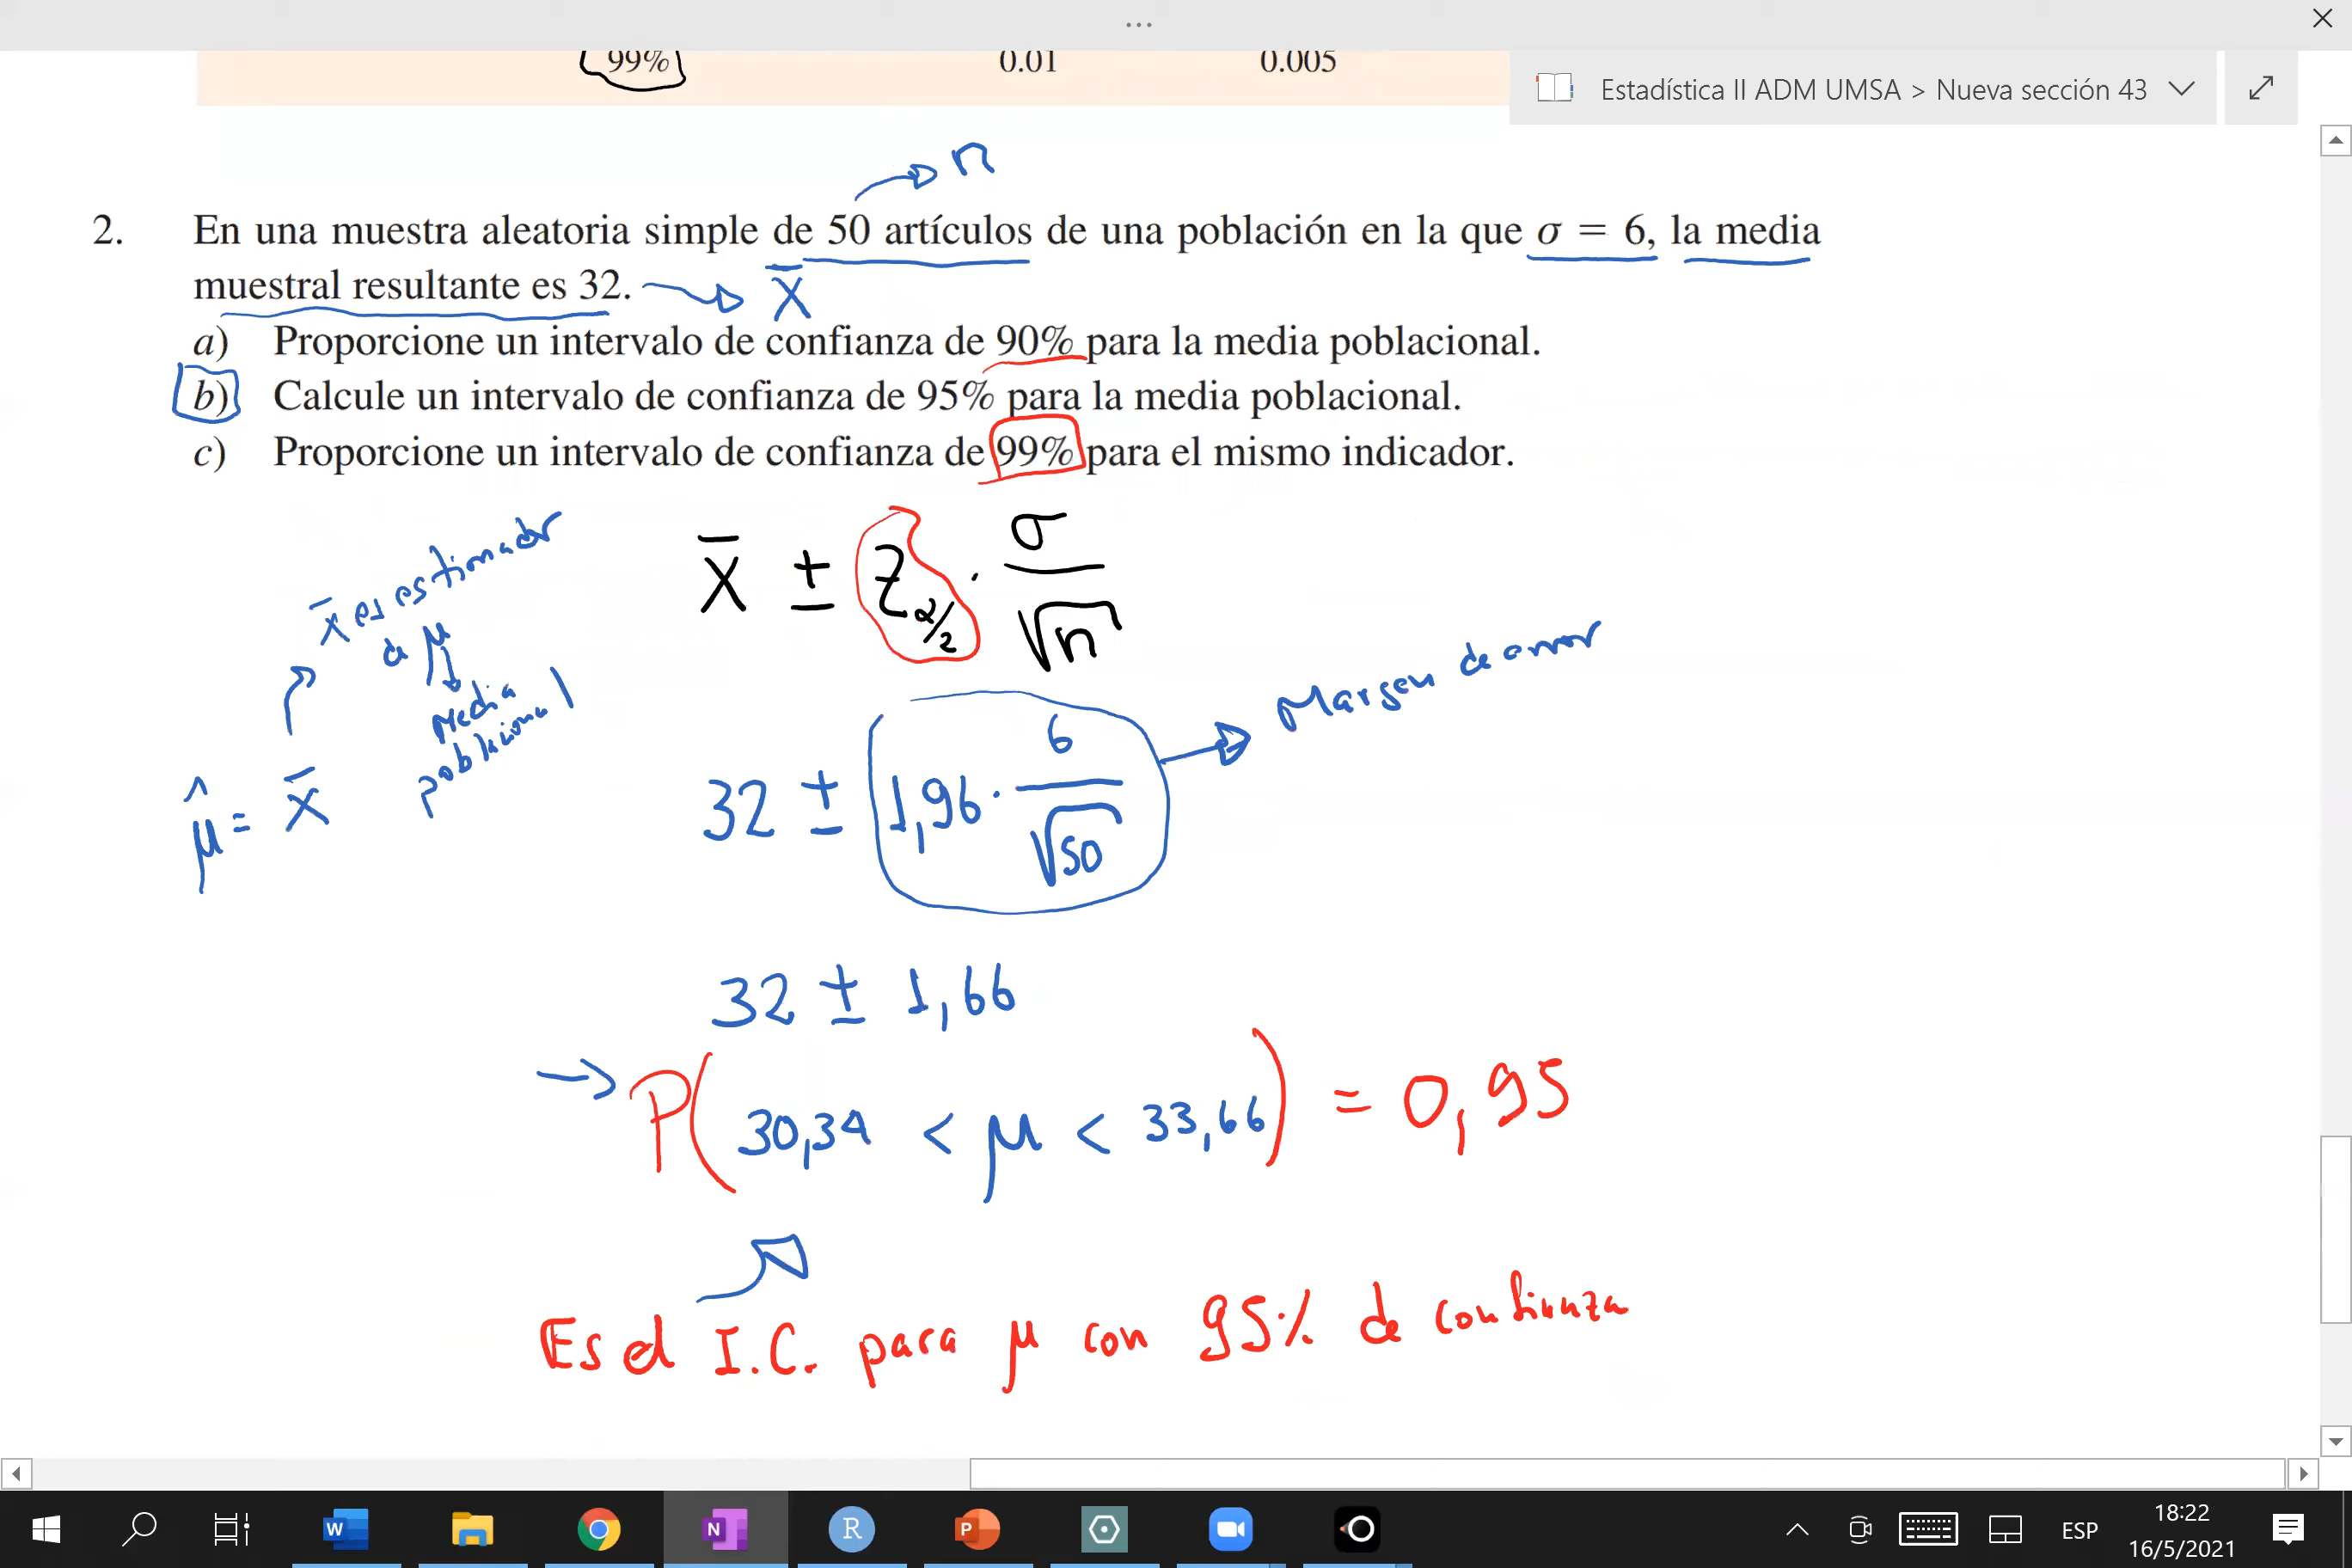 99% 0.01 0.005
Estadística II ADM UMSA > Nueva sección 43
n
2. En una muestra aleatoria simple de 50 artículos de una población en la que σ = 6, la media
muestral resultante es 32. x̄
a) Proporcione un intervalo de confianza de 90% para la media poblacional.
b) Calcule un intervalo de confianza de 95% para la media poblacional.
c) Proporcione un intervalo de confianza de 99% para el mismo indicador.
x̄ ± Z α/2 · σ/√n
x̄ es estimador
de μ
Media
poblacional
μ̂ = x̄
32 ± 1,96 · 6/√50
Margen de error
32 ± 1,66
P(30,34 < μ < 33,66) = 0,95
Es el I.C. para μ con 95% de confianza
W N R P ESP 18:22
16/5/2021